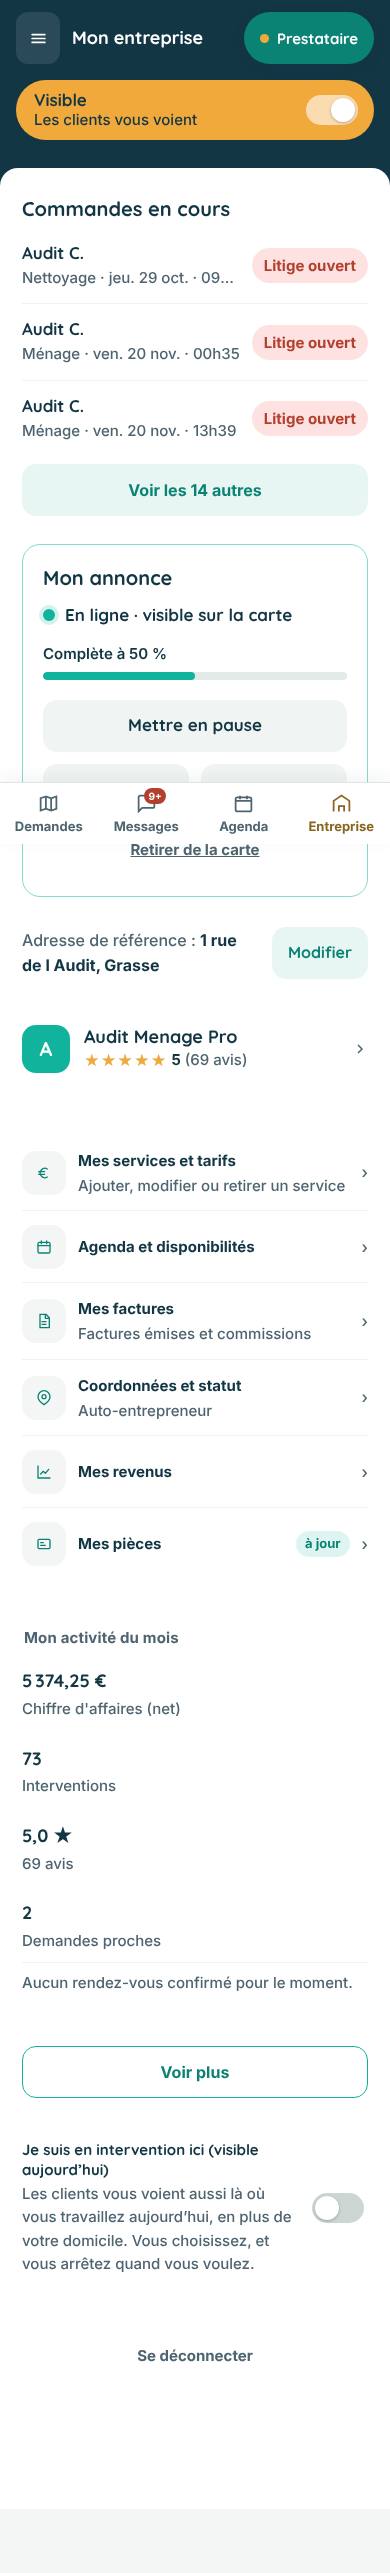 Mon entreprise
Prestataire
Visible
Les clients vous voient
Commandes en cours
Audit C.
Nettoyage · jeu. 29 oct. · 09...
Litige ouvert
Audit C.
Ménage · ven. 20 nov. · 00h35
Litige ouvert
Audit C.
Ménage · ven. 20 nov. · 13h39
Litige ouvert
Voir les 14 autres
Mon annonce
En ligne · visible sur la carte
Complète à 50 %
Mettre en pause
9+
Demandes
Messages
Agenda
Entreprise
Retirer de la carte
Adresse de référence : 1 rue
de l Audit, Grasse
Modifier
A
Audit Menage Pro
★★★★★ 5 (69 avis)
€
Mes services et tarifs
Ajouter, modifier ou retirer un service
Agenda et disponibilités
Mes factures
Factures émises et commissions
Coordonnées et statut
Auto-entrepreneur
Mes revenus
Mes pièces
à jour
Mon activité du mois
5 374,25 €
Chiffre d'affaires (net)
73
Interventions
5,0 ★
69 avis
2
Demandes proches
Aucun rendez-vous confirmé pour le moment.
Voir plus
Je suis en intervention ici (visible
aujourd’hui)
Les clients vous voient aussi là où
vous travaillez aujourd’hui, en plus de
votre domicile. Vous choisissez, et
vous arrêtez quand vous voulez.
Se déconnecter